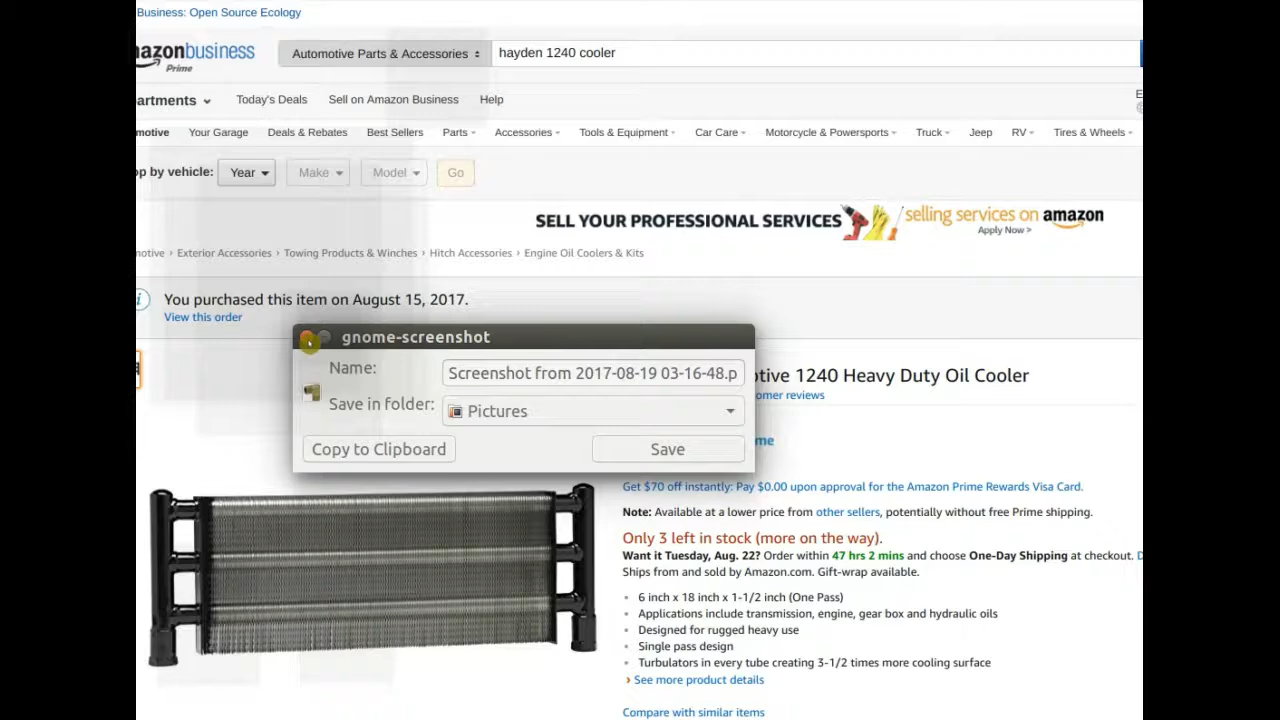 Business: Open Source Ecology
mazonbusiness
Prime
Automotive Parts & Accessories
hayden 1240 cooler
artments
Today's Deals
Sell on Amazon Business
Help
E
motive
Your Garage
Deals & Rebates
Best Sellers
Parts
Accessories
Tools & Equipment
Car Care
Motorcycle & Powersports
Truck
Jeep
RV
Tires & Wheels
op by vehicle:
Year
Make
Model
Go
SELL YOUR PROFESSIONAL SERVICES
selling services on amazon
Apply Now >
motive › Exterior Accessories › Towing Products & Winches › Hitch Accessories › Engine Oil Coolers & Kits
i
You purchased this item on August 15, 2017.
View this order
gnome-screenshot
Name:
Screenshot from 2017-08-19 03-16-48.p
Save in folder:
Pictures
Copy to Clipboard
Save
otive 1240 Heavy Duty Oil Cooler
omer reviews
me
Get $70 off instantly: Pay $0.00 upon approval for the Amazon Prime Rewards Visa Card.
Note: Available at a lower price from other sellers, potentially without free Prime shipping.
Only 3 left in stock (more on the way).
Want it Tuesday, Aug. 22? Order within 47 hrs 2 mins and choose One-Day Shipping at checkout. D
Ships from and sold by Amazon.com. Gift-wrap available.
6 inch x 18 inch x 1-1/2 inch (One Pass)
Applications include transmission, engine, gear box and hydraulic oils
Designed for rugged heavy use
Single pass design
Turbulators in every tube creating 3-1/2 times more cooling surface
› See more product details
Compare with similar items